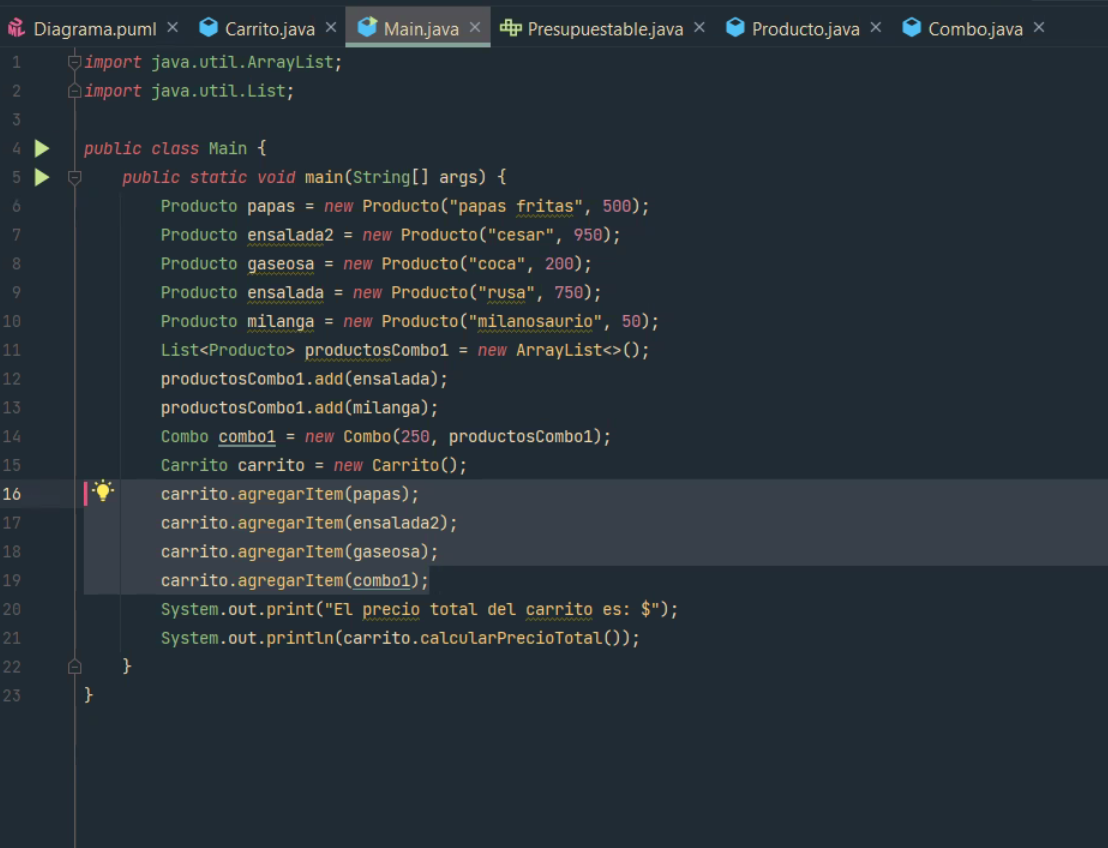 Diagrama.puml × Carrito.java × Main.java × Presupuestable.java × Producto.java × Combo.java ×
1 import java.util.ArrayList;
2 import java.util.List;
3
4 public class Main {
5 public static void main(String[] args) {
6 Producto papas = new Producto("papas fritas", 500);
7 Producto ensalada2 = new Producto("cesar", 950);
8 Producto gaseosa = new Producto("coca", 200);
9 Producto ensalada = new Producto("rusa", 750);
10 Producto milanga = new Producto("milanosaurio", 50);
11 List<Producto> productosCombo1 = new ArrayList<>();
12 productosCombo1.add(ensalada);
13 productosCombo1.add(milanga);
14 Combo combo1 = new Combo(250, productosCombo1);
15 Carrito carrito = new Carrito();
16 carrito.agregarItem(papas);
17 carrito.agregarItem(ensalada2);
18 carrito.agregarItem(gaseosa);
19 carrito.agregarItem(combo1);
20 System.out.print("El precio total del carrito es: $");
21 System.out.println(carrito.calcularPrecioTotal());
22 }
23 }